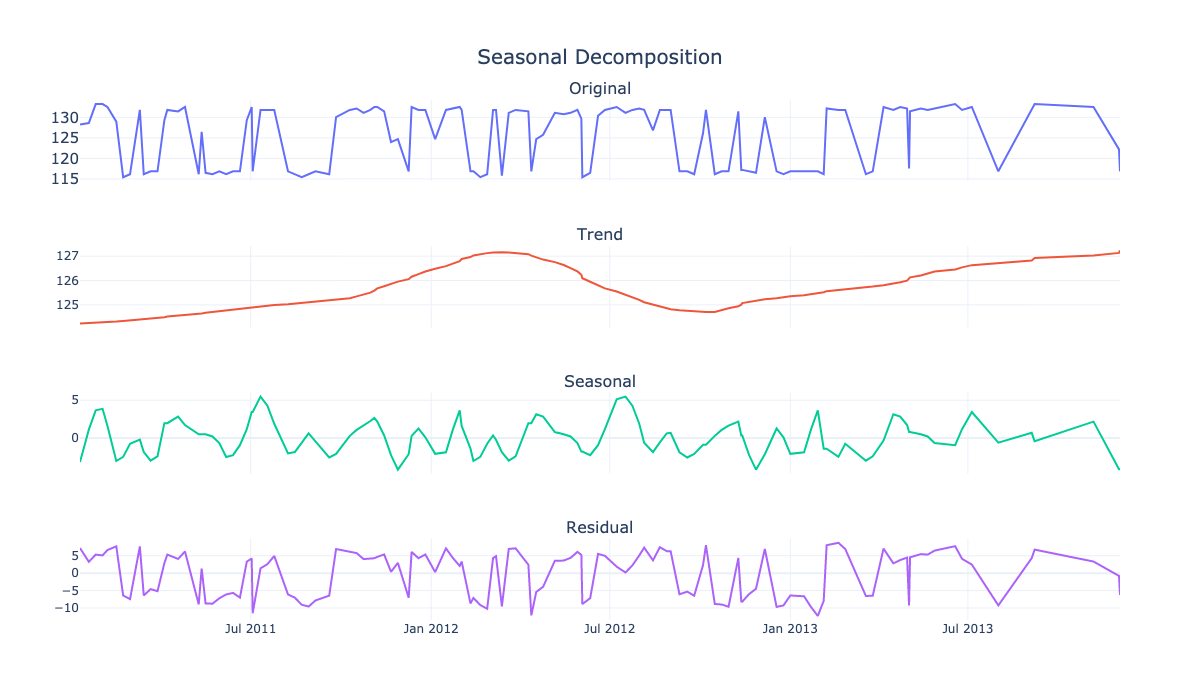 Seasonal Decomposition
Original
130
125
120
115
Trend
127
126
125
Seasonal
5
0
Residual
5
0
−5
−10
Jul 2011
Jan 2012
Jul 2012
Jan 2013
Jul 2013